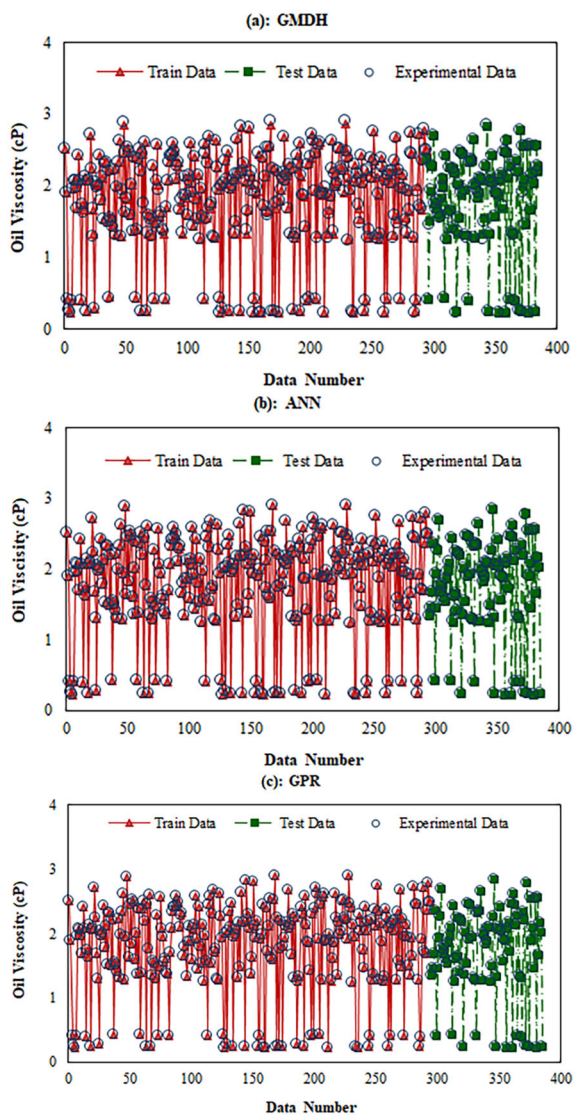 (a): GMDH
4
Train Data Test Data Experimental Data
3
2
1
0
Oil Viscosity (cP)
0 50 100 150 200 250 300 350 400
Data Number
(b): ANN
4
Train Data Test Data Experimental Data
3
2
1
0
Oil Viscisity (cP)
0 50 100 150 200 250 300 350 400
Data Number
(c): GPR
4
Train Data Test Data Experimental Data
3
2
1
0
Oil Viscosity (cP)
0 50 100 150 200 250 300 350 400
Data Number